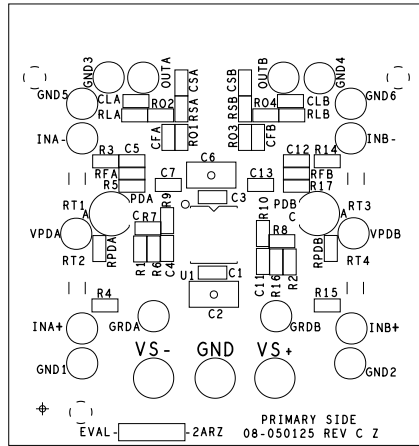 GND3
OUTA
CSA
CSB
OUTB
GND4
GND5
CLA
RLA
RO2
RSA
RSB
RO4
CLB
RLB
GND6
INA-
CFA
RO1
RO3
CFB
INB-
R3
C5
C6
C12
R14
RFA
R5
C7
C13
RFB
R17
RT1
A
PDA
C
R9
C3
R10
PDB
C
A
RT3
VPDA
R7
R8
VPDB
RT2
RPDA
R1
R6
C4
U1
C1
C11
R16
R2
RPDB
RT4
R4
C2
R15
INA+
GRDA
GRDB
INB+
VS-
GND
VS+
GND1
GND2
EVAL-
-2ARZ
PRIMARY SIDE
08-050125 REV C Z